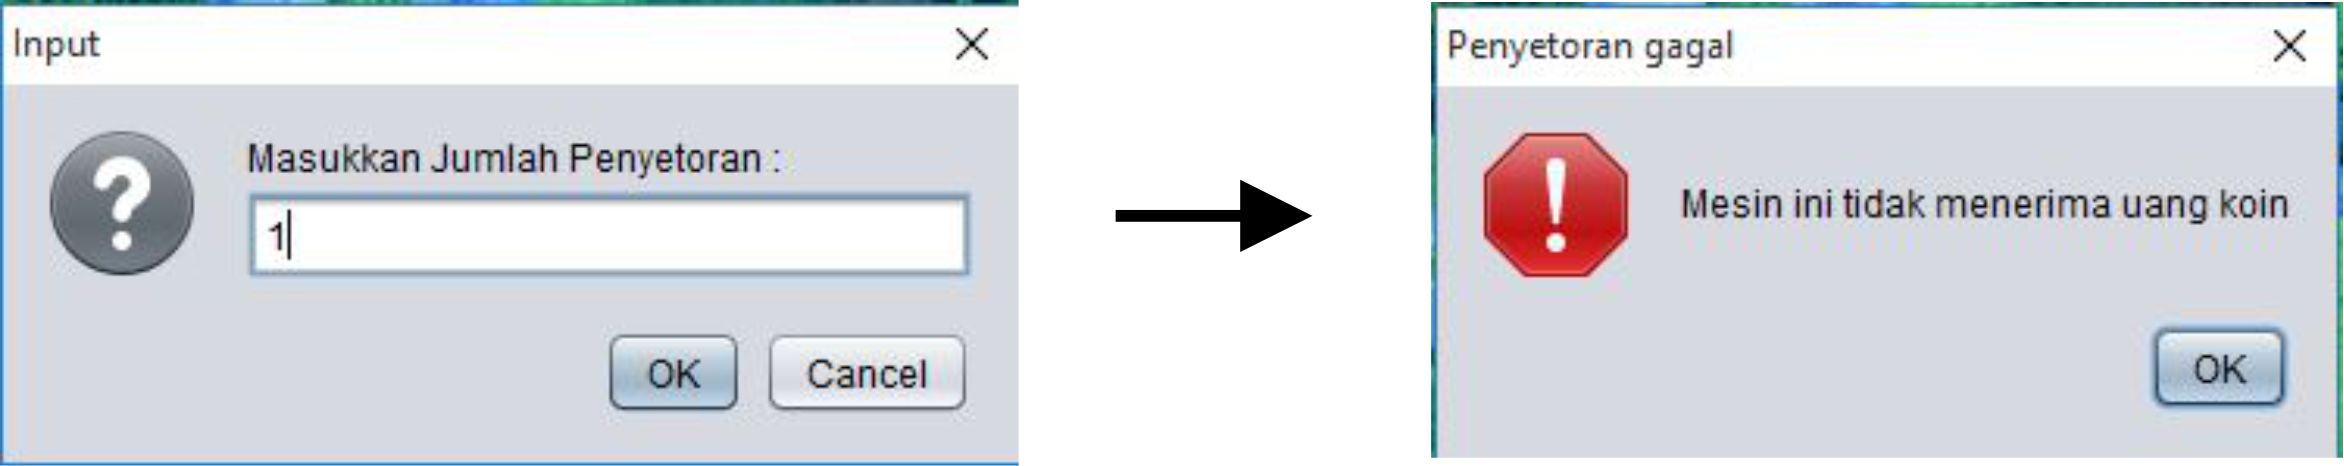 Input
Masukkan Jumlah Penyetoran :
1
OK
Cancel
Penyetoran gagal
Mesin ini tidak menerima uang koin
OK